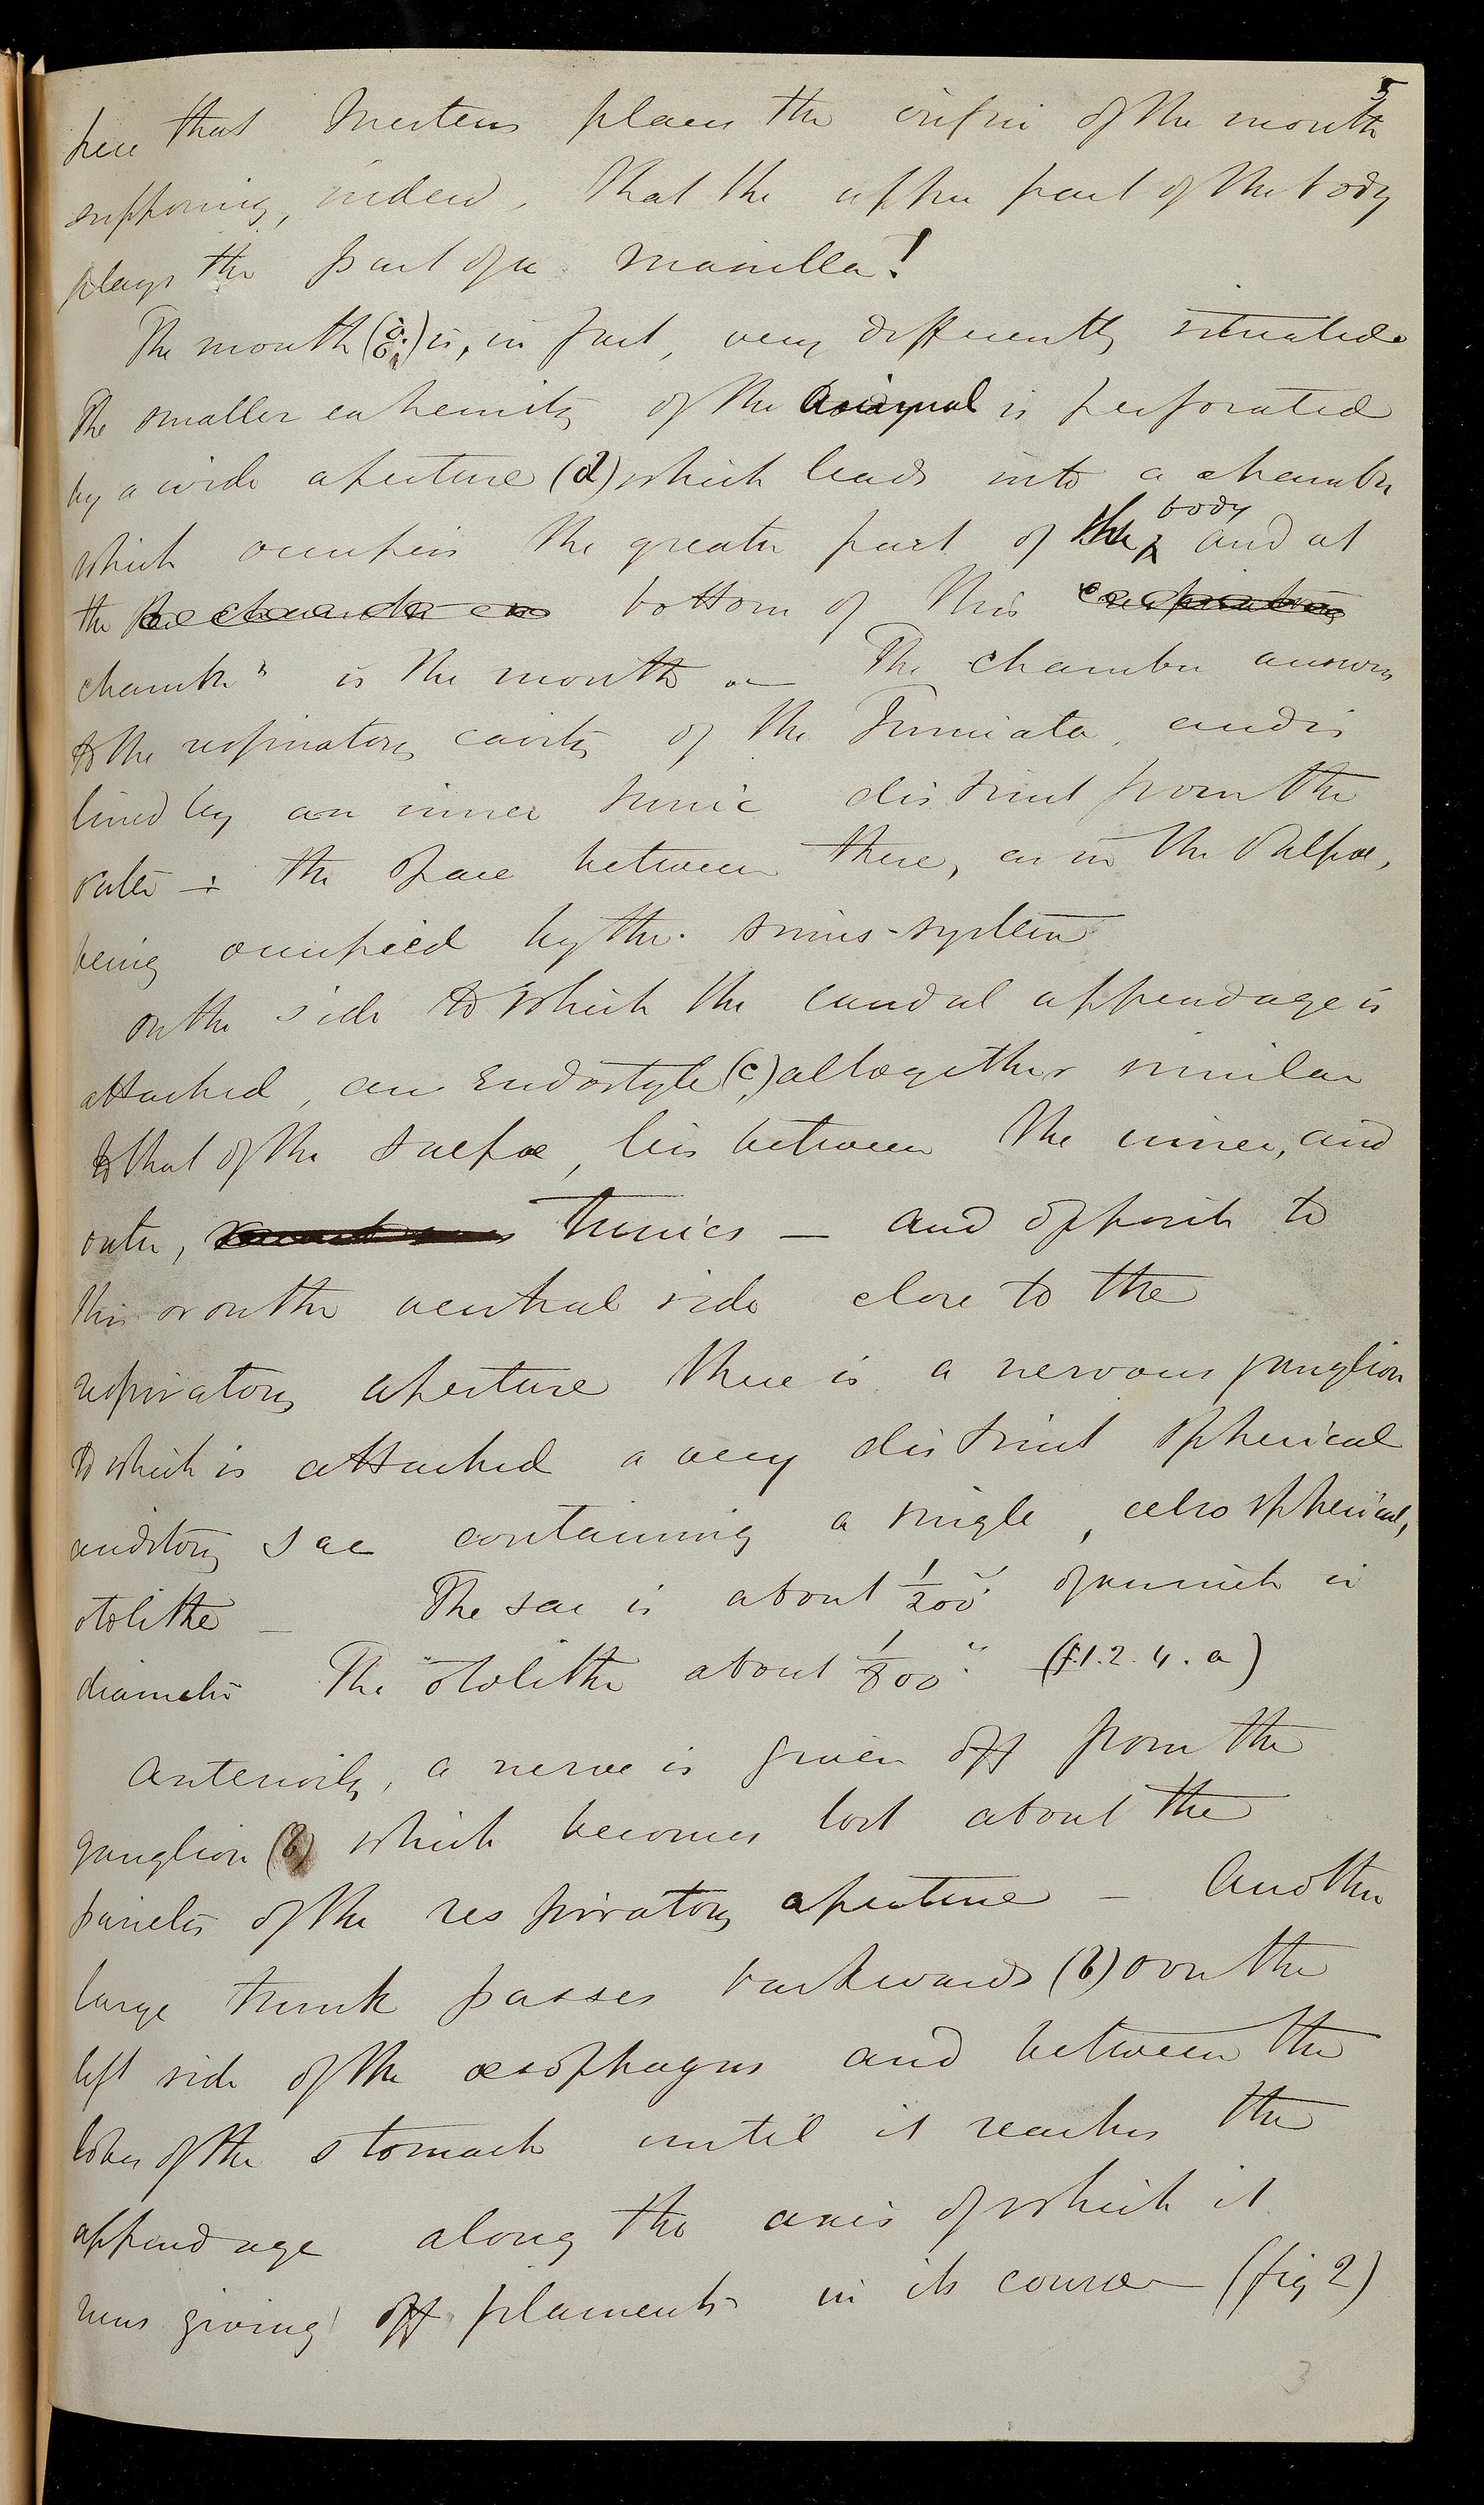 5
here that Mertens places the orifice of the mouth
supposing, indeed, that the upper part of the body
plays the part of a maxilla!
The mouth (o.) is, in fact, very differently situated.
The smaller extremity of the animal is perforated
by a wide aperture (d) which leads into a chamber
body
which occupies the greater part of the ^ and at
the bottom of this
chamber is the mouth — The chamber answers
to the respiratory cavity of the Tunicata, and is
lined by an inner tunic distinct from the
outer — the space between these, as in the Salpæ,
being occupied by the sinus-system
On the side to which the caudal appendage is
attached, an Endostyle (c,) altogether similar
to that of the Salpæ, lies between the inner, and
outer, tunics — and opposite to
this or on the ventral side close to the
respiratory aperture there is a nervous ganglion
to which is attached a very distinct spherical
auditory sac containing a single, also spherical,
otolithe — The sac is about 1/200" of an inch in
diameter The otolithe about 1/800" (f.1.2.4.a)
Anteriorly, a nerve is given off from the
ganglion (b) which becomes lost about the
parietes of the respiratory aperture — Another
large trunk passes backwards (b) over the
left side of the œsophagus and between the
lobes of the stomach until it reaches the
appendage along the axis of which it
runs giving off filaments in its course — (fig 2)
3